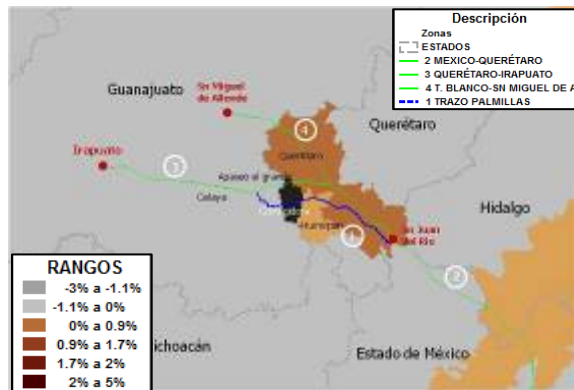 Descripción
Zonas
ESTADOS
2 MEXICO-QUERÉTARO
3 QUERÉTARO-IRAPUATO
4 T. BLANCO-SN MIGUEL DE A
1 TRAZO PALMILLAS
Guanajuato
Sn Miguel
de Allende
4
Querétaro
Querétaro
Irapuato
3
Apaseo el grande
Celaya
Hidalgo
Huimilpan
Sn Juan
del Río
1
2
RANGOS
-3% a -1.1%
-1.1% a 0%
0% a 0.9%
0.9% a 1.7%
1.7% a 2%
2% a 5%
ichoacán
Estado de México